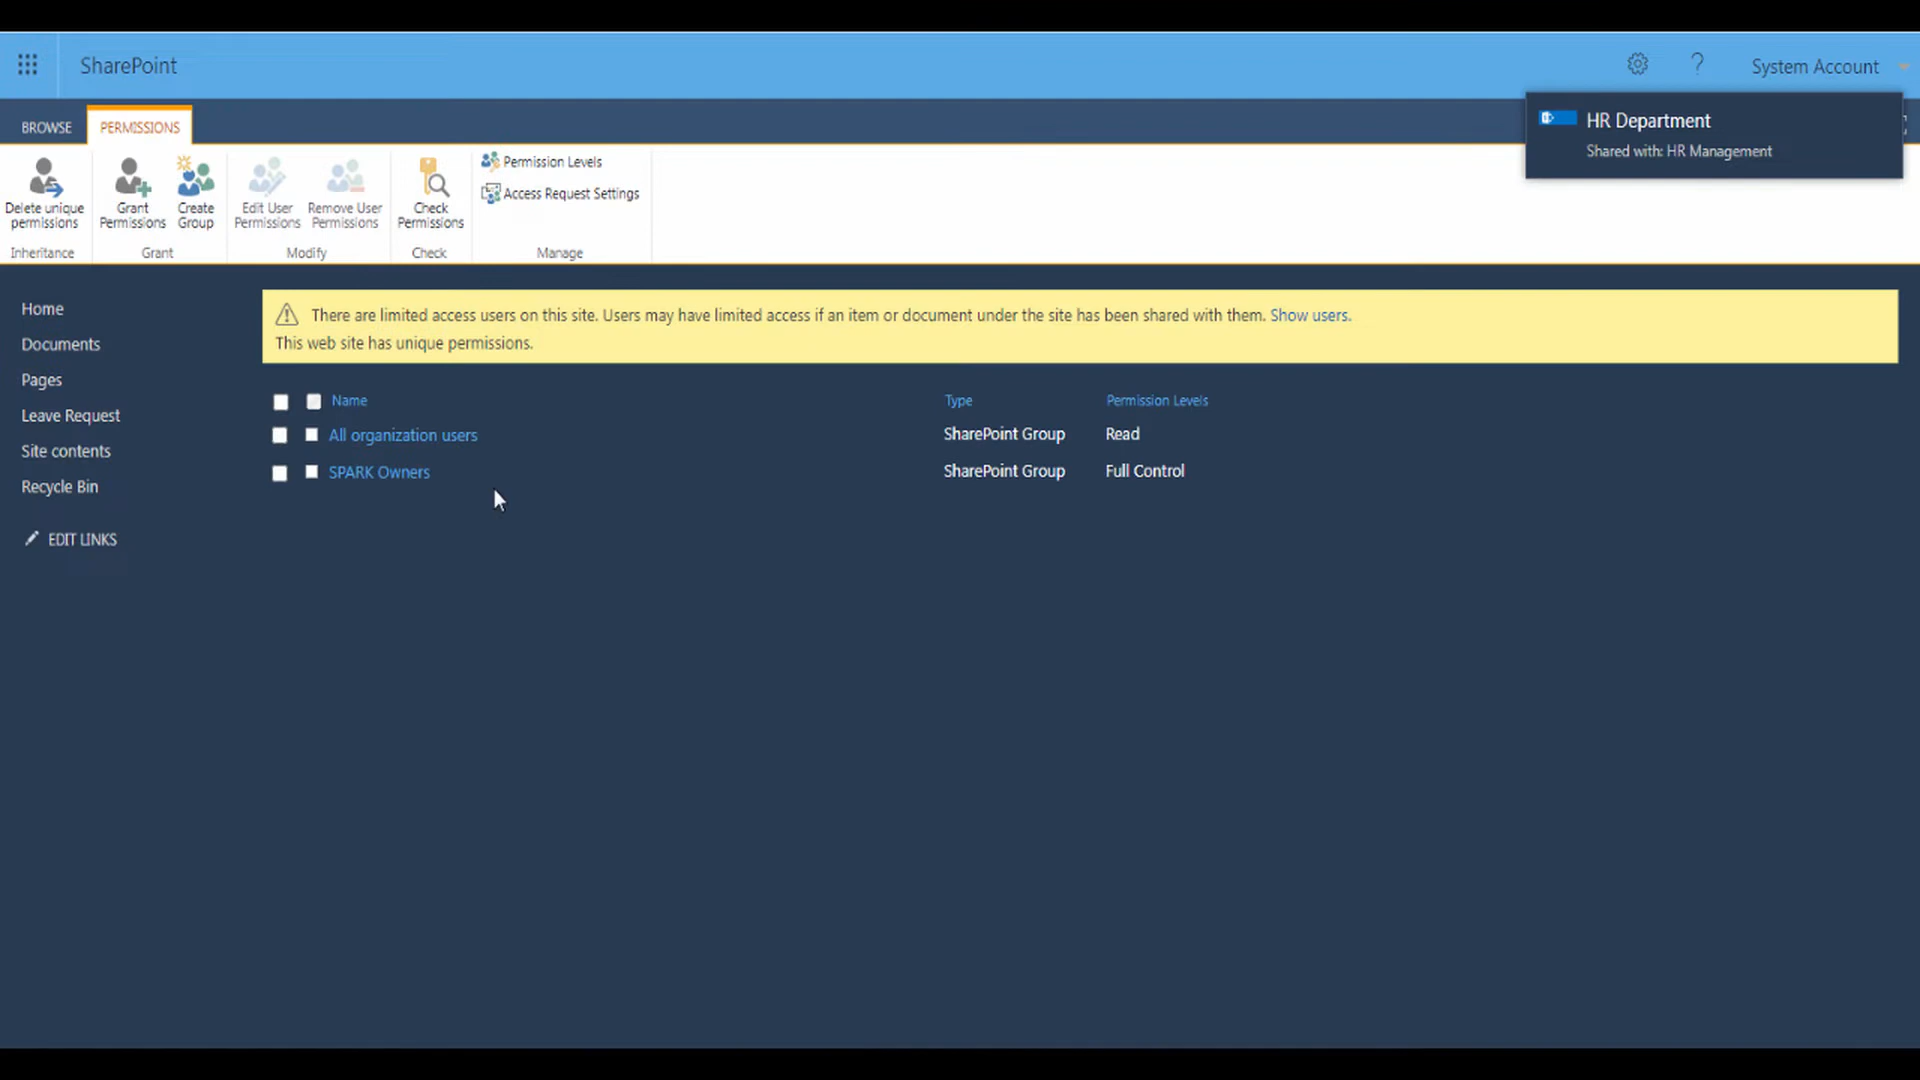 SharePoint
?
System Account
BROWSE
PERMISSIONS
HR Department
Shared with: HR Management
Delete unique
permissions
Inheritance
Grant
Permissions
Create
Group
Grant
Edit User
Permissions
Remove User
Permissions
Modify
Check
Permissions
Check
Permission Levels
Access Request Settings
Manage
Home
Documents
Pages
Leave Request
Site contents
Recycle Bin
EDIT LINKS
There are limited access users on this site. Users may have limited access if an item or document under the site has been shared with them. Show users.
This web site has unique permissions.
Name Type Permission Levels
All organization users SharePoint Group Read
SPARK Owners SharePoint Group Full Control